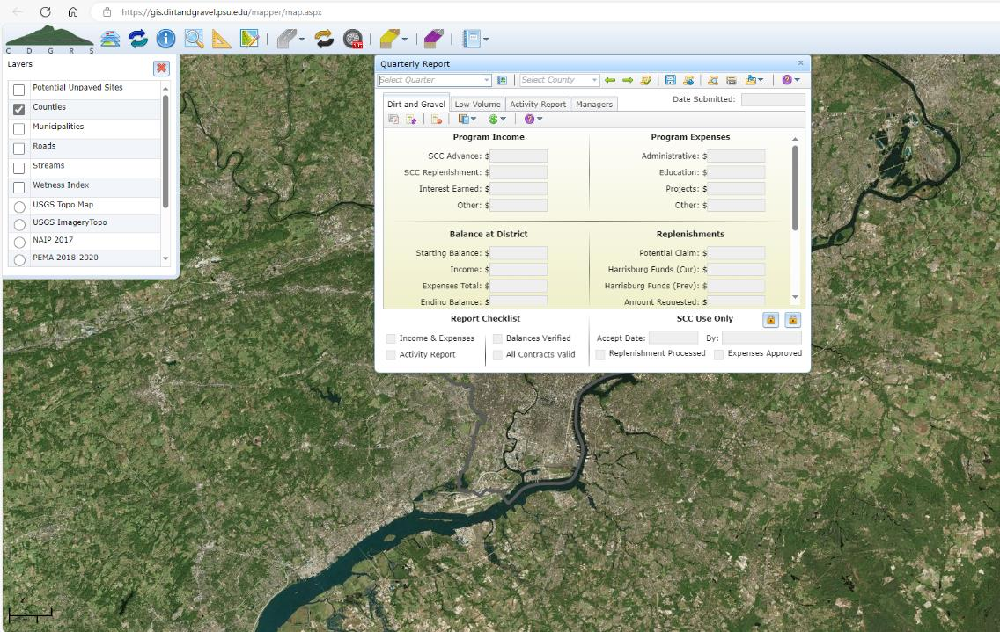 https://gis.dirtandgravel.psu.edu/mapper/map.aspx
C D G R S
105
Layers
Potential Unpaved Sites
Counties
Municipalities
Roads
Streams
Wetness Index
USGS Topo Map
USGS ImageryTopo
NAIP 2017
PEMA 2018-2020
Quarterly Report
Select Quarter
Select County
Dirt and Gravel
Low Volume
Activity Report
Managers
Date Submitted:
Program Income
SCC Advance: $
SCC Replenishment: $
Interest Earned: $
Other: $
Program Expenses
Administrative: $
Education: $
Projects: $
Other: $
Balance at District
Starting Balance: $
Income: $
Expenses Total: $
Ending Balance: $
Replenishments
Potential Claim: $
Harrisburg Funds (Cur): $
Harrisburg Funds (Prev): $
Amount Requested: $
Report Checklist
Income & Expenses
Balances Verified
Activity Report
All Contracts Valid
SCC Use Only
Accept Date:
By:
Replenishment Processed
Expenses Approved